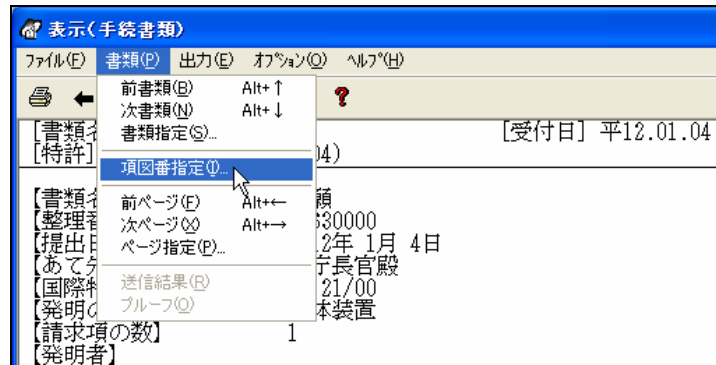 表示(手続書類)
ファイル(F) 書類(P) 出力(E) オプション(O) ヘルプ(H)
前書類(B) Alt+↑
次書類(N) Alt+↓
書類指定(S)...
項図番指定(I)...
前ページ(F) Alt+←
次ページ(X) Alt+→
ページ指定(P)...
送信結果(R)
プルーフ(O)
[書類名 [受付日] 平12.01.04
[特許] 04)
【書類名 願
【整理番 630000
【提出日 12年 1月 4日
【あて先 庁長官殿
【国際特 21/00
【発明の 体装置
【請求項の数】 1
【発明者】